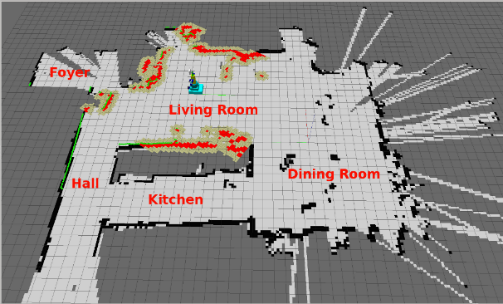 Foyer
Living Room
Dining Room
Hall
Kitchen